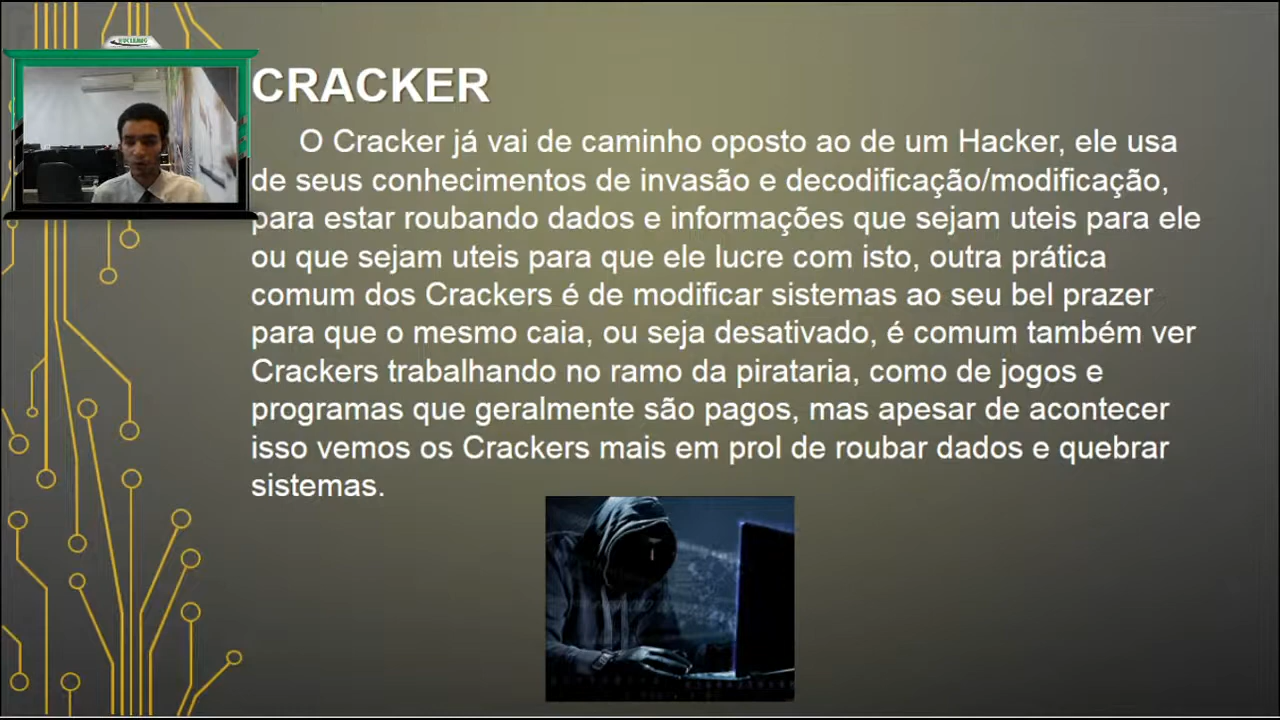 CRACKER
O Cracker já vai de caminho oposto ao de um Hacker, ele usa
de seus conhecimentos de invasão e decodificação/modificação,
para estar roubando dados e informações que sejam uteis para ele
ou que sejam uteis para que ele lucre com isto, outra prática
comum dos Crackers é de modificar sistemas ao seu bel prazer
para que o mesmo caia, ou seja desativado, é comum também ver
Crackers trabalhando no ramo da pirataria, como de jogos e
programas que geralmente são pagos, mas apesar de acontecer
isso vemos os Crackers mais em prol de roubar dados e quebrar
sistemas.